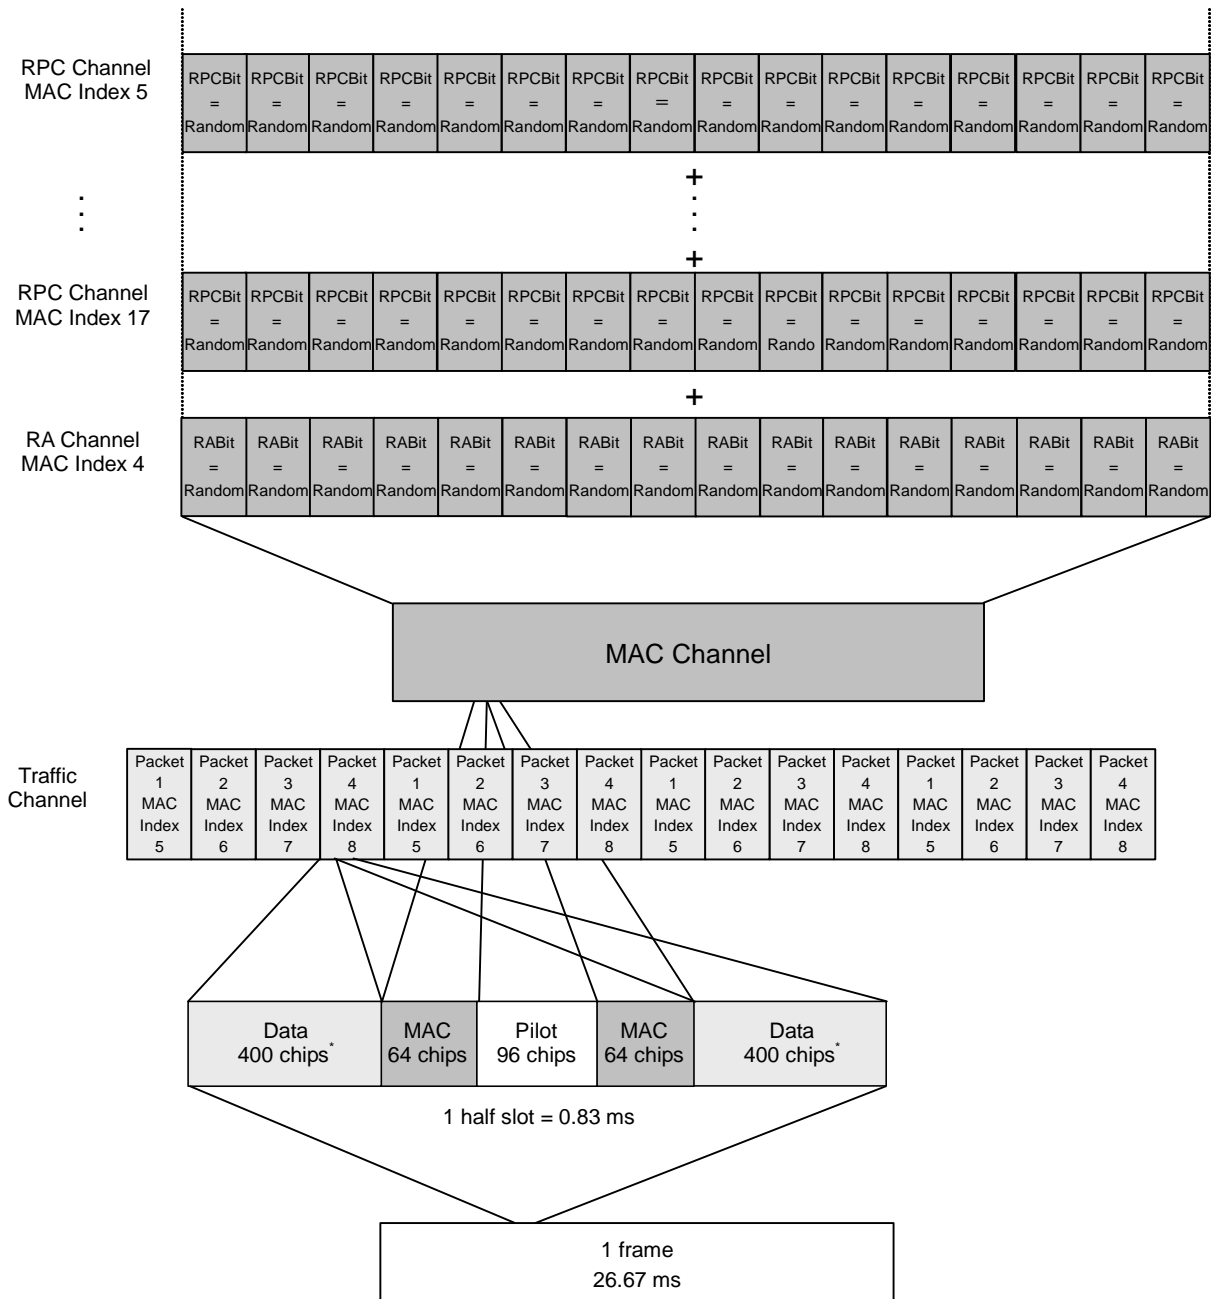 RPC Channel
MAC Index 5
RPCBit RPCBit RPCBit RPCBit RPCBit RPCBit RPCBit RPCBit RPCBit RPCBit RPCBit RPCBit RPCBit RPCBit RPCBit RPCBit
= = = = = = = = = = = = = = = =
Random Random Random Random Random Random Random Random Random Random Random Random Random Random Random Random
+
+
RPC Channel
MAC Index 17
RPCBit RPCBit RPCBit RPCBit RPCBit RPCBit RPCBit RPCBit RPCBit RPCBit RPCBit RPCBit RPCBit RPCBit RPCBit RPCBit
= = = = = = = = = = = = = = = =
Random Random Random Random Random Random Random Random Random Rando Random Random Random Random Random Random
+
RA Channel
MAC Index 4
RABit RABit RABit RABit RABit RABit RABit RABit RABit RABit RABit RABit RABit RABit RABit RABit
= = = = = = = = = = = = = = = =
Random Random Random Random Random Random Random Random Random Random Random Random Random Random Random Random
MAC Channel
Traffic
Channel
Packet Packet Packet Packet Packet Packet Packet Packet Packet Packet Packet Packet Packet Packet Packet Packet
1 2 3 4 1 2 3 4 1 2 3 4 1 2 3 4
MAC MAC MAC MAC MAC MAC MAC MAC MAC MAC MAC MAC MAC MAC MAC MAC
Index Index Index Index Index Index Index Index Index Index Index Index Index Index Index Index
5 6 7 8 5 6 7 8 5 6 7 8 5 6 7 8
Data MAC Pilot MAC Data
400 chips* 64 chips 96 chips 64 chips 400 chips*
1 half slot = 0.83 ms
1 frame
26.67 ms